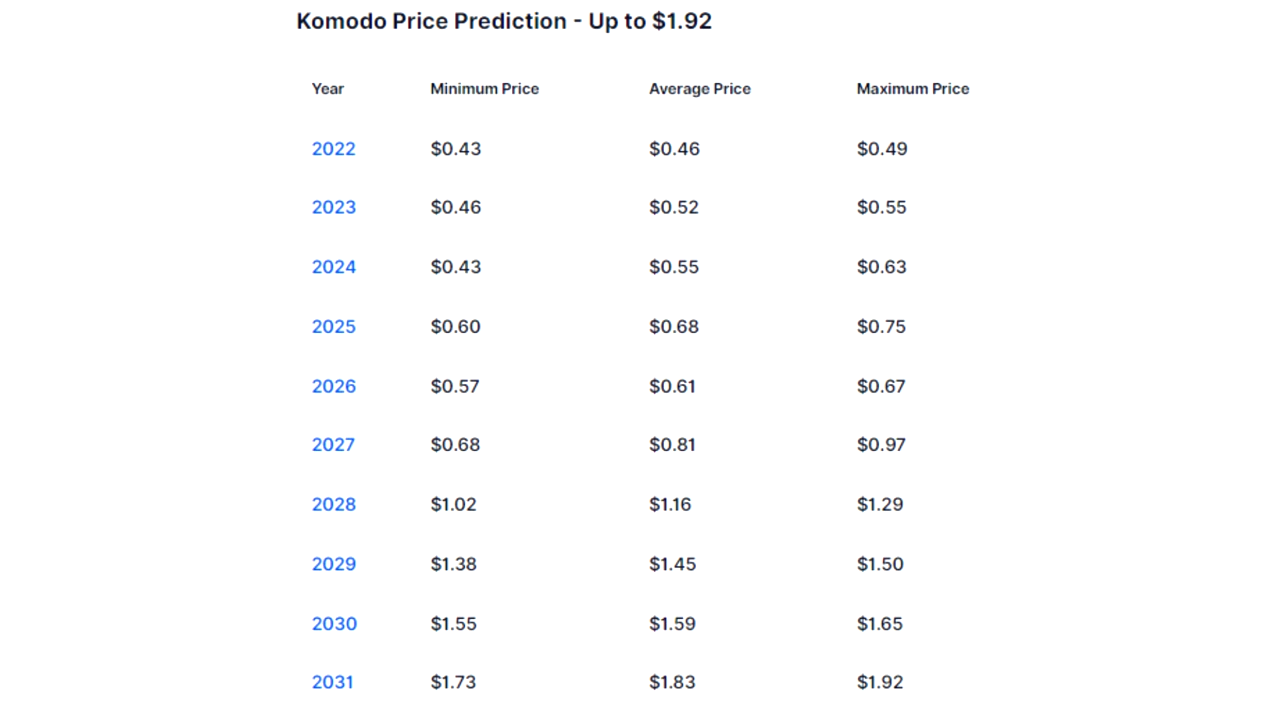 Komodo Price Prediction - Up to $1.92
Year Minimum Price Average Price Maximum Price
2022 $0.43 $0.46 $0.49
2023 $0.46 $0.52 $0.55
2024 $0.43 $0.55 $0.63
2025 $0.60 $0.68 $0.75
2026 $0.57 $0.61 $0.67
2027 $0.68 $0.81 $0.97
2028 $1.02 $1.16 $1.29
2029 $1.38 $1.45 $1.50
2030 $1.55 $1.59 $1.65
2031 $1.73 $1.83 $1.92